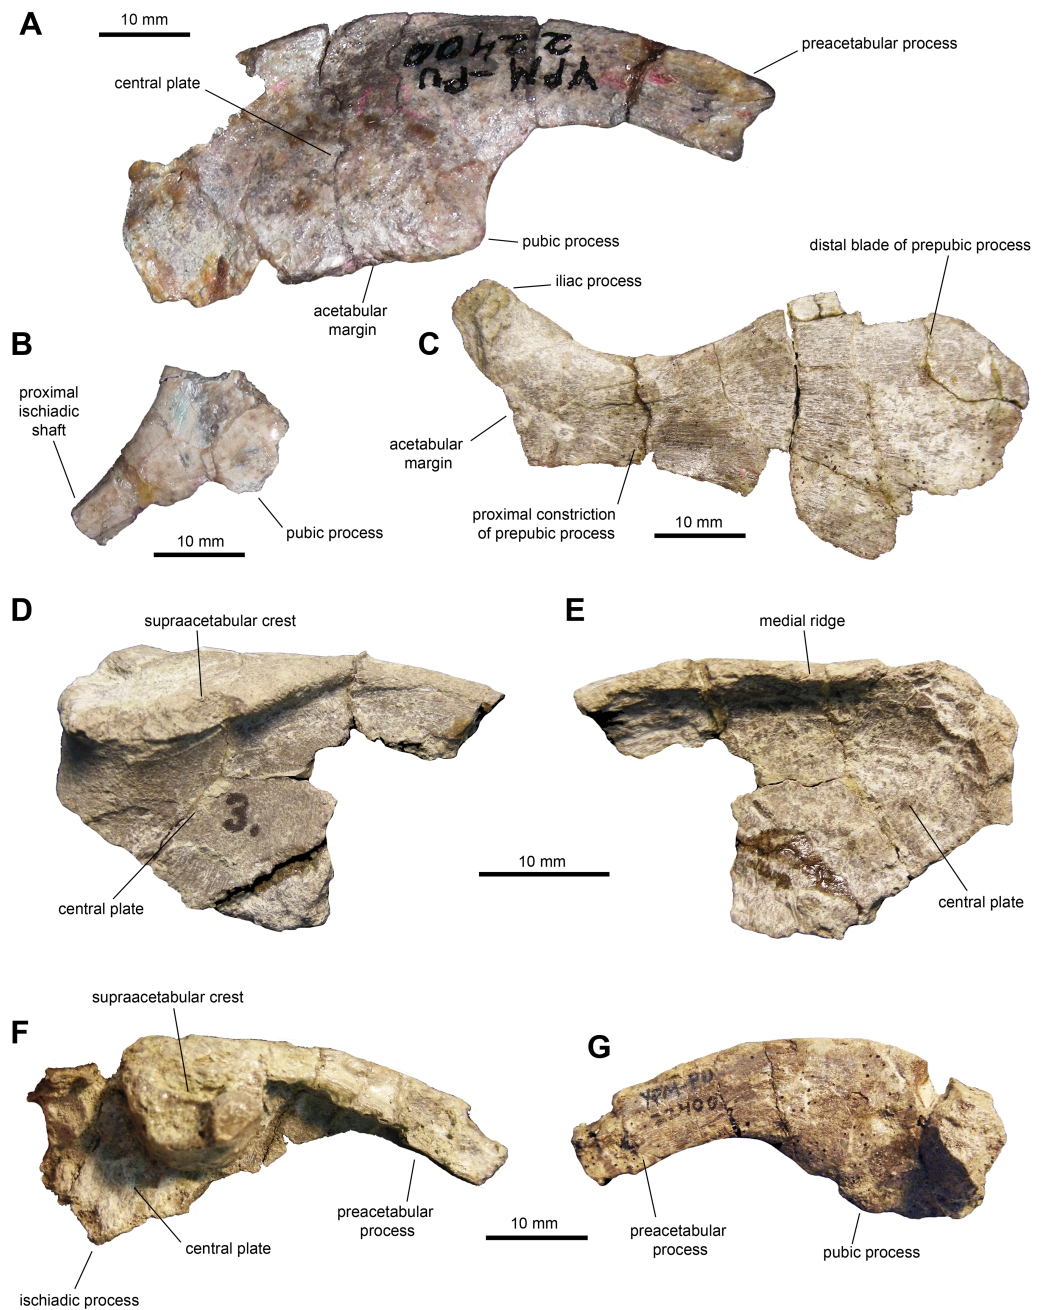 A
10 mm
YPM-PU
22400
preacetabular process
central plate
pubic process
distal blade of prepubic process
acetabular
margin
iliac process
B
C
proximal
ischiadic
shaft
acetabular
margin
proximal constriction
of prepubic process
pubic process
10 mm
10 mm
D
E
supraacetabular crest
medial ridge
3.
10 mm
central plate
central plate
supraacetabular crest
F
G
YPM-PU
22400
preacetabular
process
preacetabular
process
central plate
10 mm
pubic process
ischiadic process